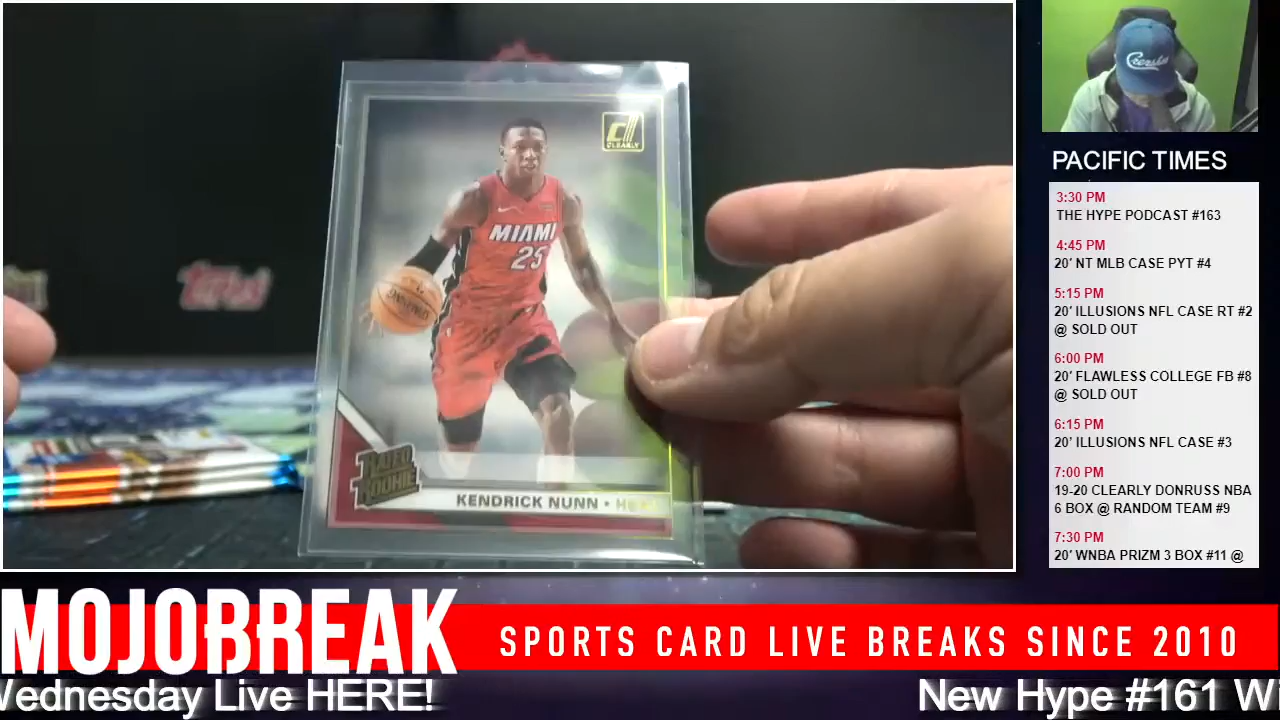 CLEARLY
MIAMI
25
SPALDING
RATED
ROOKIE
KENDRICK NUNN •
Topps
PACIFIC TIMES
3:30 PM
THE HYPE PODCAST #163
4:45 PM
20' NT MLB CASE PYT #4
5:15 PM
20' ILLUSIONS NFL CASE RT #2
@ SOLD OUT
6:00 PM
20' FLAWLESS COLLEGE FB #8
@ SOLD OUT
6:15 PM
20' ILLUSIONS NFL CASE #3
7:00 PM
19-20 CLEARLY DONRUSS NBA
6 BOX @ RANDOM TEAM #9
7:30 PM
20' WNBA PRIZM 3 BOX #11 @
MOJOBREAK
SPORTS CARD LIVE BREAKS SINCE 2010
Wednesday Live HERE!
New Hype #161 Wi